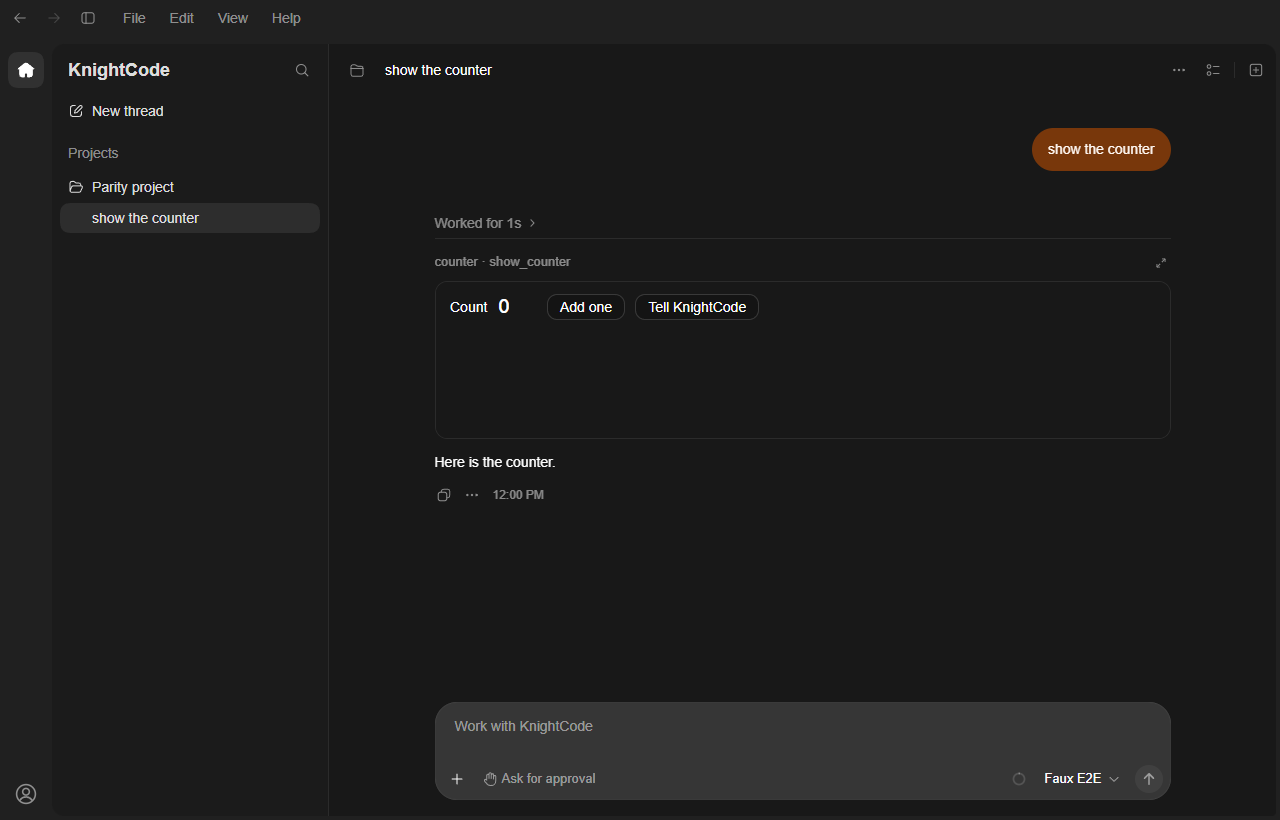 File Edit View Help
KnightCode
New thread
Projects
Parity project
show the counter
show the counter
show the counter
Worked for 1s
counter · show_counter
Count 0 Add one Tell KnightCode
Here is the counter.
12:00 PM
Work with KnightCode
Ask for approval
Faux E2E